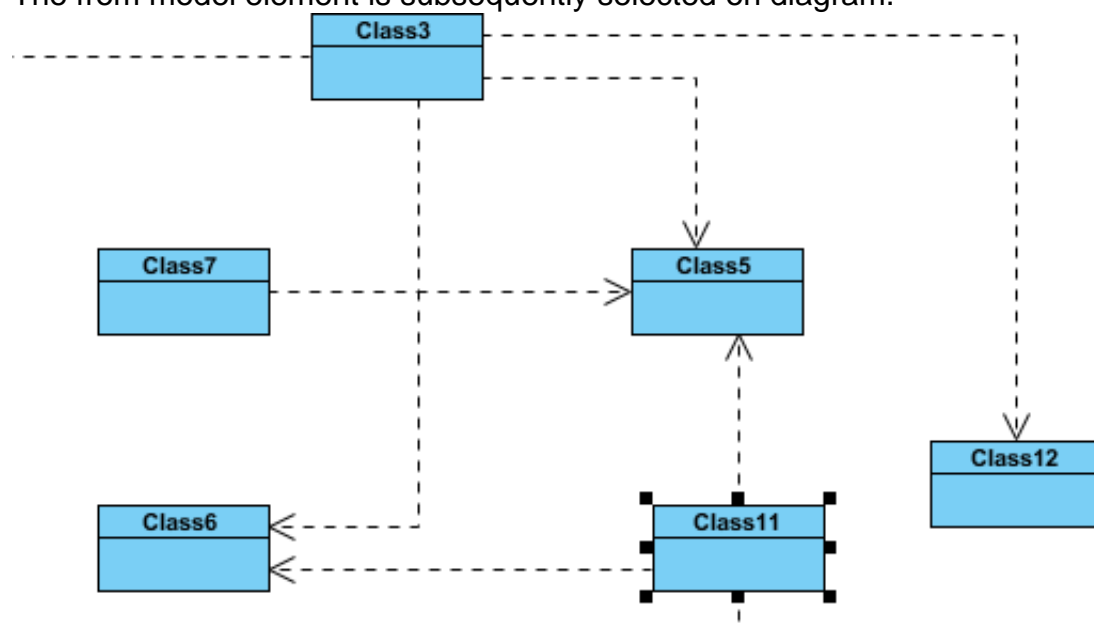 The from model element is subsequently selected on diagram.
Class3
Class7
Class5
Class12
Class6
Class11